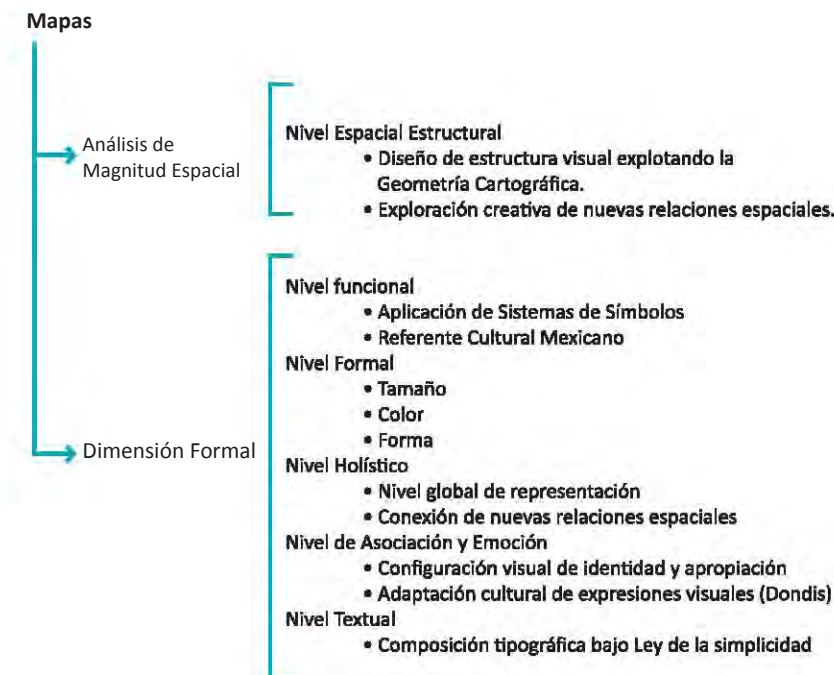 Mapas
Análisis de
Magnitud Espacial
Nivel Espacial Estructural
• Diseño de estructura visual explotando la
Geometría Cartográfica.
• Exploración creativa de nuevas relaciones espaciales.
Dimensión Formal
Nivel funcional
• Aplicación de Sistemas de Símbolos
• Referente Cultural Mexicano
Nivel Formal
• Tamaño
• Color
• Forma
Nivel Holístico
• Nivel global de representación
• Conexión de nuevas relaciones espaciales
Nivel de Asociación y Emoción
• Configuración visual de identidad y apropiación
• Adaptación cultural de expresiones visuales (Dondis)
Nivel Textual
• Composición tipográfica bajo Ley de la simplicidad